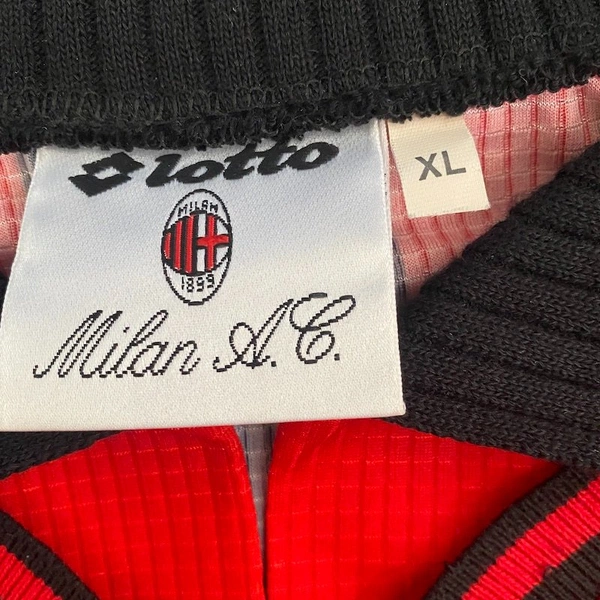 lotto
XL
MILAN
1899
Milan A.C.